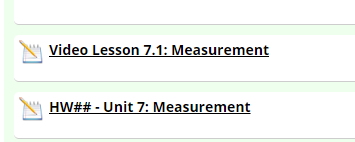 Video Lesson 7.1: Measurement
HW## - Unit 7: Measurement